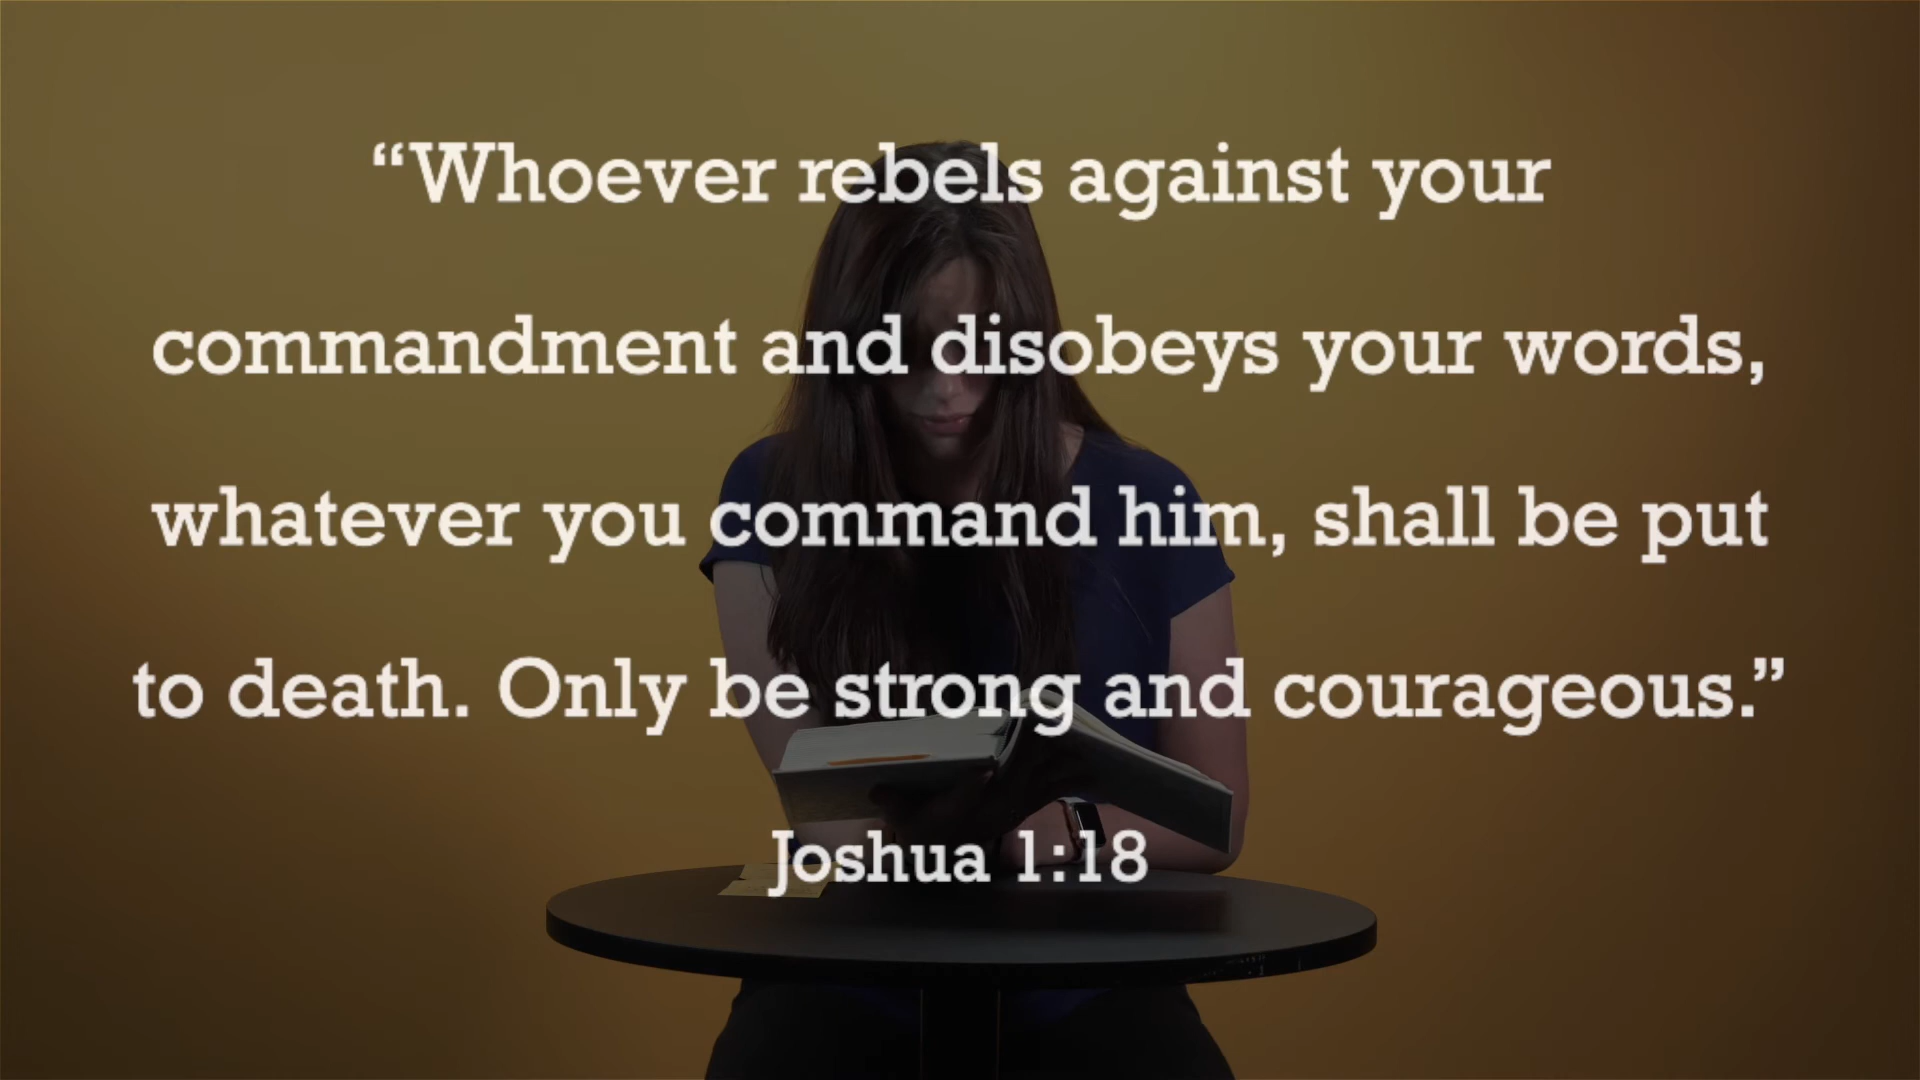 “Whoever rebels against your
commandment and disobeys your words,
whatever you command him, shall be put
to death. Only be strong and courageous.”
Joshua 1:18